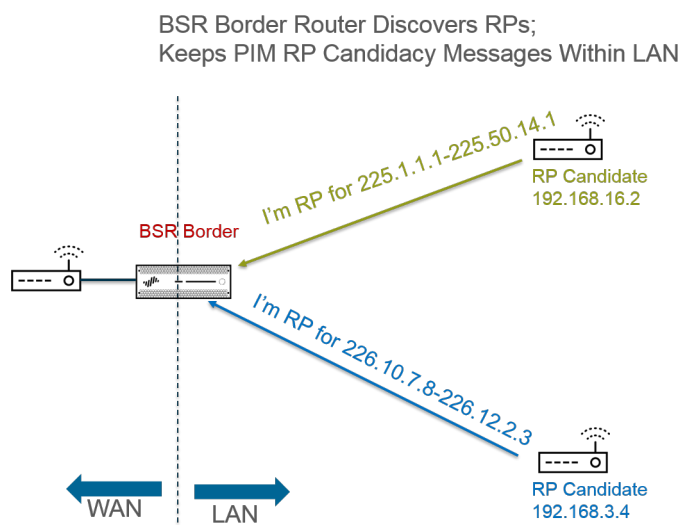 BSR Border Router Discovers RPs;
Keeps PIM RP Candidacy Messages Within LAN
I'm RP for 225.1.1.1-225.50.14.1
RP Candidate
192.168.16.2
BSR Border
I'm RP for 226.10.7.8-226.12.2.3
RP Candidate
192.168.3.4
WAN
LAN